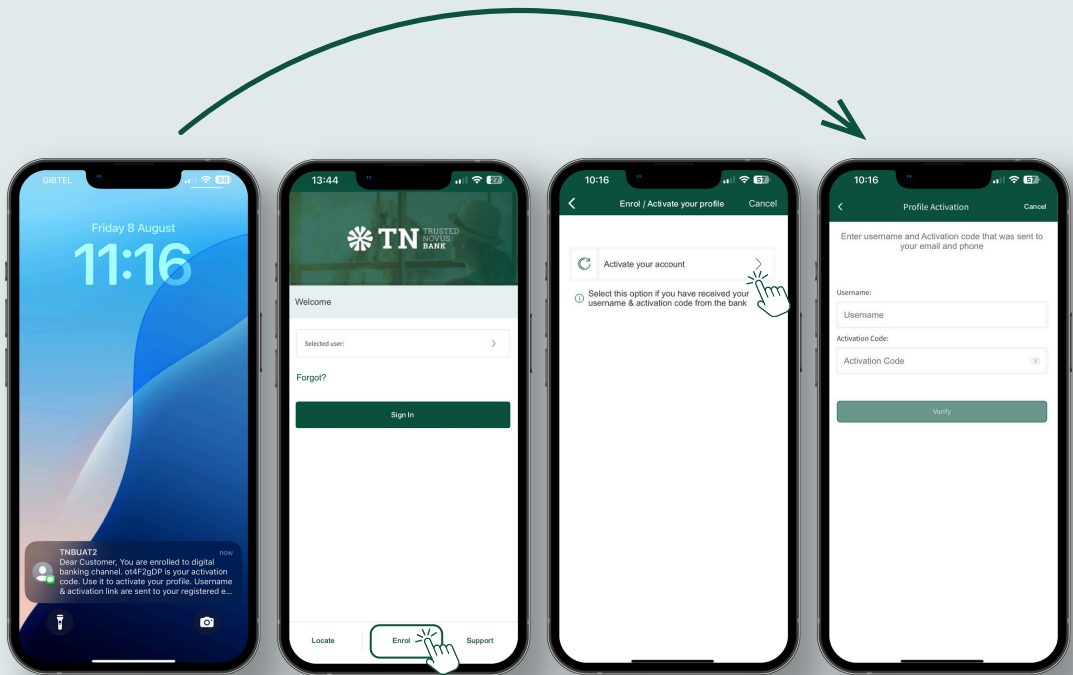 GIBTEL
88
Friday 8 August
11:16
TNBUAT2
now
Dear Customer, You are enrolled to digital
banking channel. ot4F2gDP is your activation
code. Use it to activate your profile. Username
& activation link are sent to your registered e...
13:44
27
TN TRUSTED
NOVUS
BANK
Welcome
Selected user:
Forgot?
Sign In
Locate
Enrol
Support
10:16
57
Enrol / Activate your profile
Cancel
Activate your account
Select this option if you have received your
username & activation code from the bank
10:16
57
Profile Activation
Cancel
Enter username and Activation code that was sent to
your email and phone
Username:
Username
Activation Code:
Activation Code
Verify